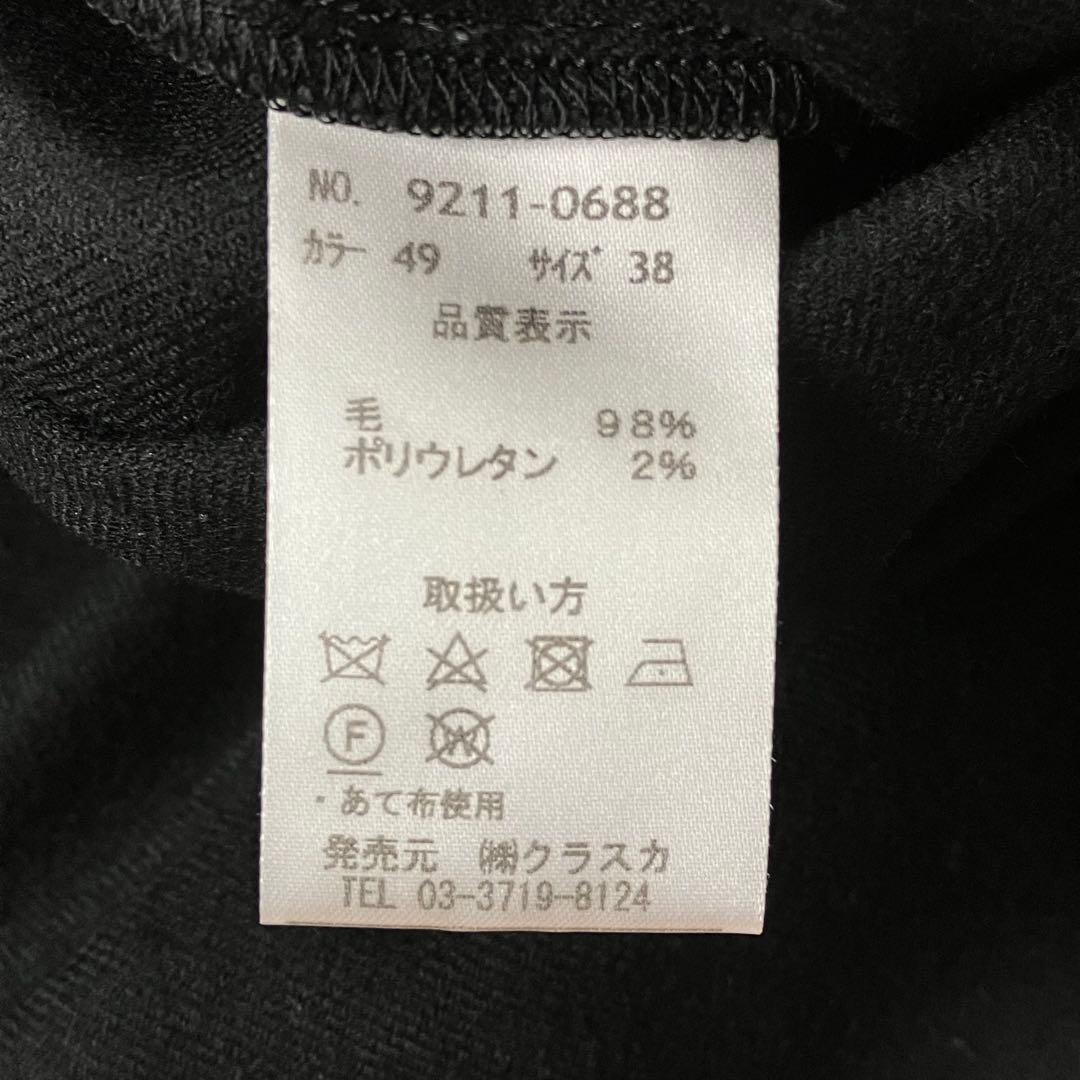 NO. 9211-0688
カラー 49 サイズ 38
品質表示
毛 98%
ポリウレタン 2%
取扱い方
F W
・あて布使用
発売元 ㈱クラスカ
TEL 03-3719-8124